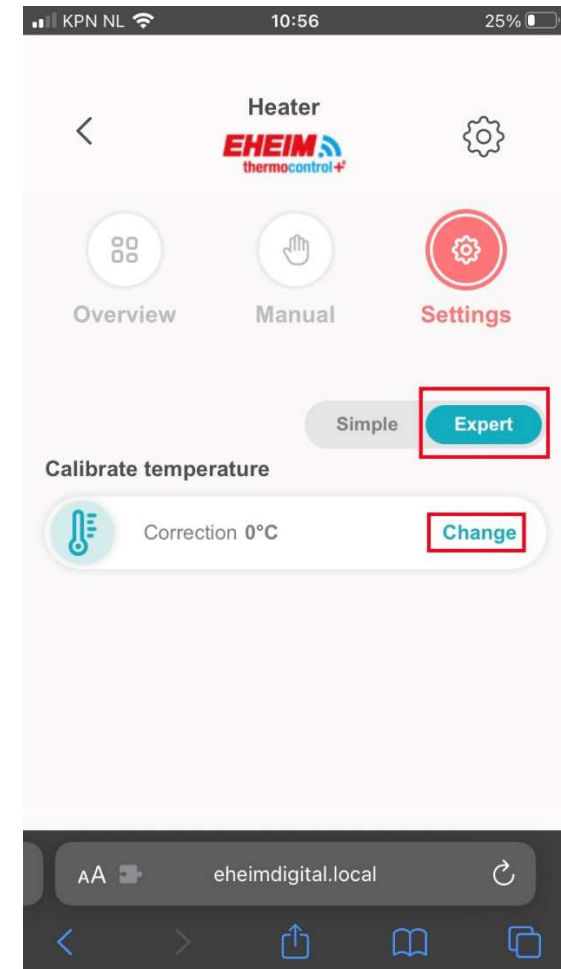 KPN NL 10:56 25%
Heater
EHEIM
thermocontrol+e
Overview Manual Settings
Simple Expert
Calibrate temperature
Correction 0°C Change
AA eheimdigital.local